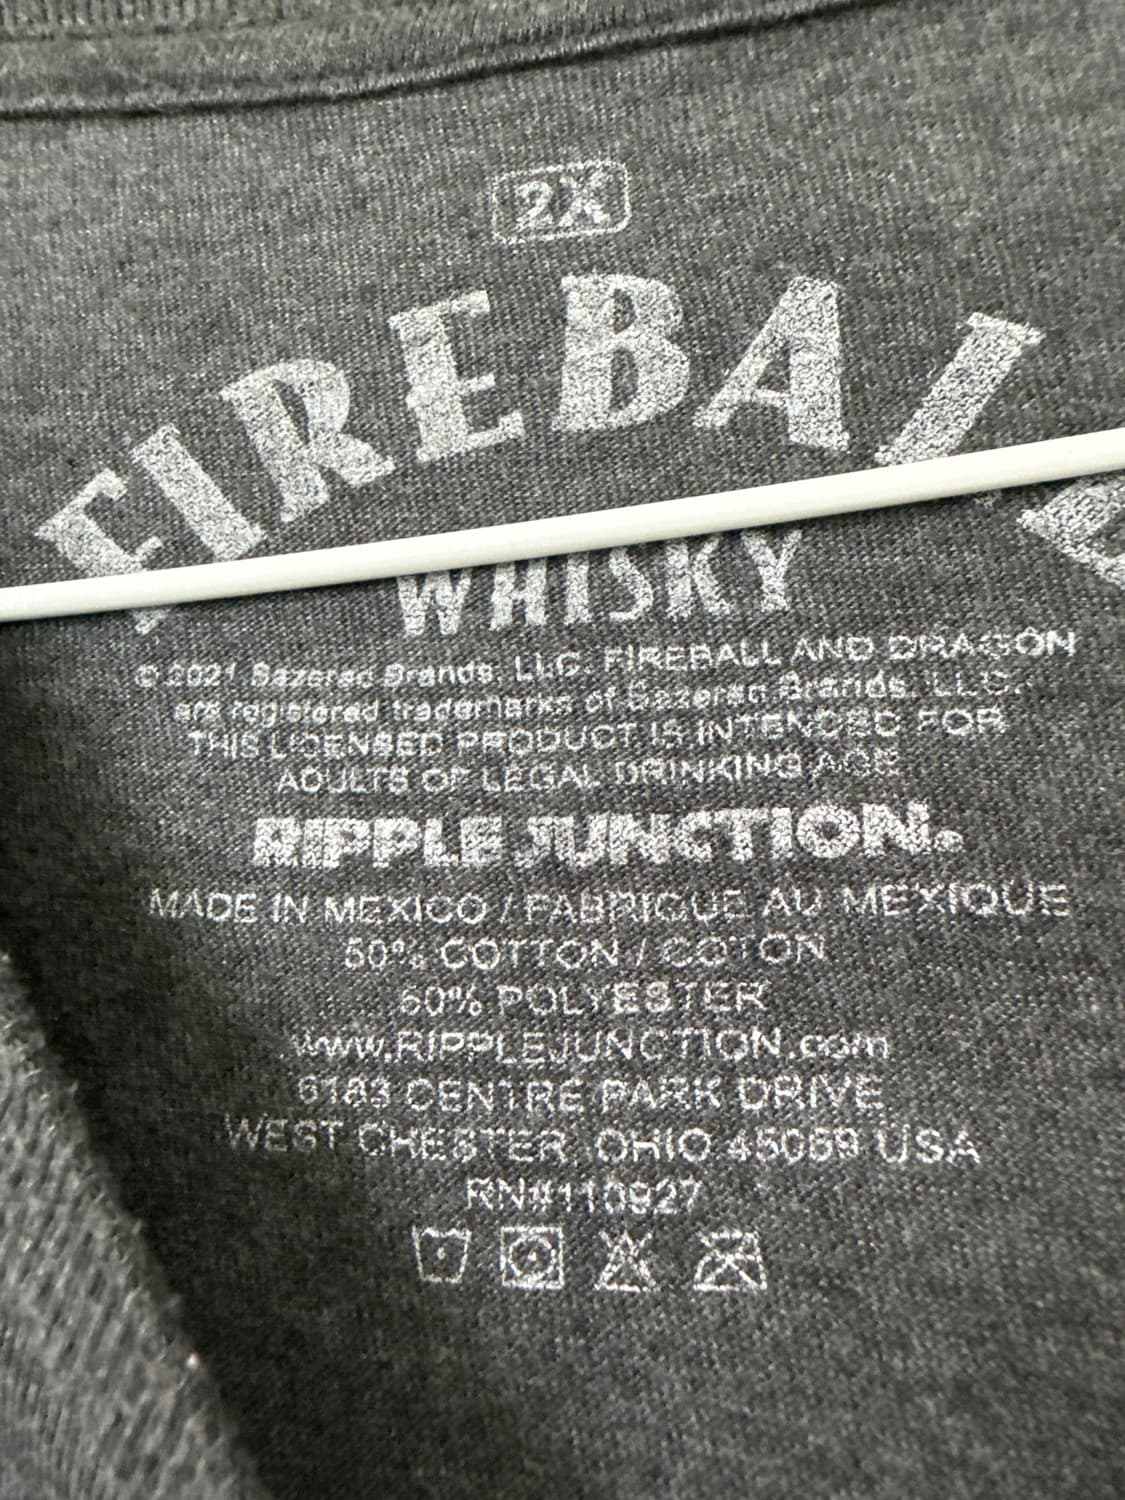 2X
FIREBALL
WHISKY
© 2021 Sazerac Brands, LLC. FIREBALL AND DRAGON
are registered trademarks of Sazerac Brands, LLC.
THIS LICENSED PRODUCT IS INTENDED FOR
ADULTS OF LEGAL DRINKING AGE
RIPPLE JUNCTION.
MADE IN MEXICO / FABRIQUE AU MEXIQUE
50% COTTON / COTON
50% POLYESTER
www.RIPPLEJUNCTION.com
6183 CENTRE PARK DRIVE
WEST CHESTER, OHIO 45069 USA
RN#110927